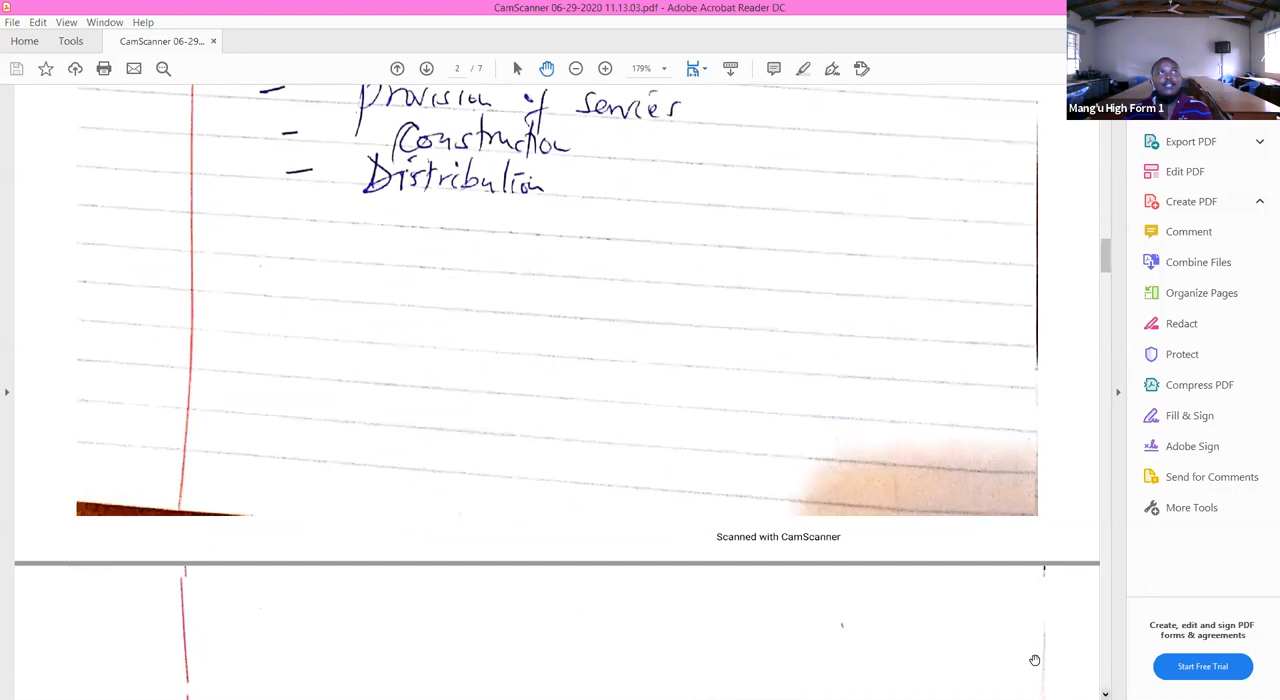 CamScanner 06-29-2020 11.13.03.pdf - Adobe Acrobat Reader DC
File Edit View Window Help
Home Tools CamScanner 06-29... ×
2 / 7 179%
Mang'u High Form 1
- Provision of services
- Construction
- Distribution
Scanned with CamScanner
Export PDF
Edit PDF
Create PDF
Comment
Combine Files
Organize Pages
Redact
Protect
Compress PDF
Fill & Sign
Adobe Sign
Send for Comments
More Tools
Create, edit and sign PDF
forms & agreements
Start Free Trial